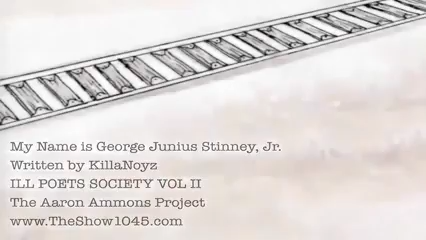 My Name is George Junius Stinney, Jr.
Written by KillaNoyz
ILL POETS SOCIETY VOL II
The Aaron Ammons Project
www.TheShow1045.com